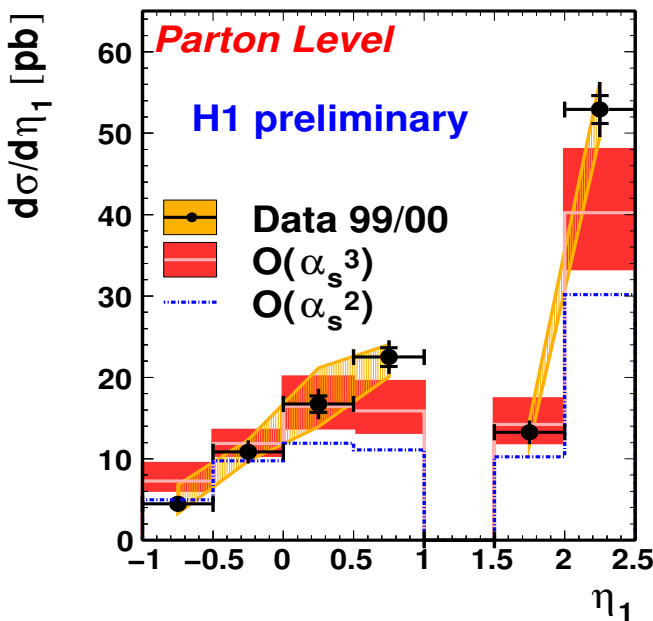 dσ/dη₁ [pb]
60
50
40
30
20
10
0
Parton Level
H1 preliminary
Data 99/00
O(αₛ³)
O(αₛ²)
-1 -0.5 0 0.5 1 1.5 2 2.5
η₁